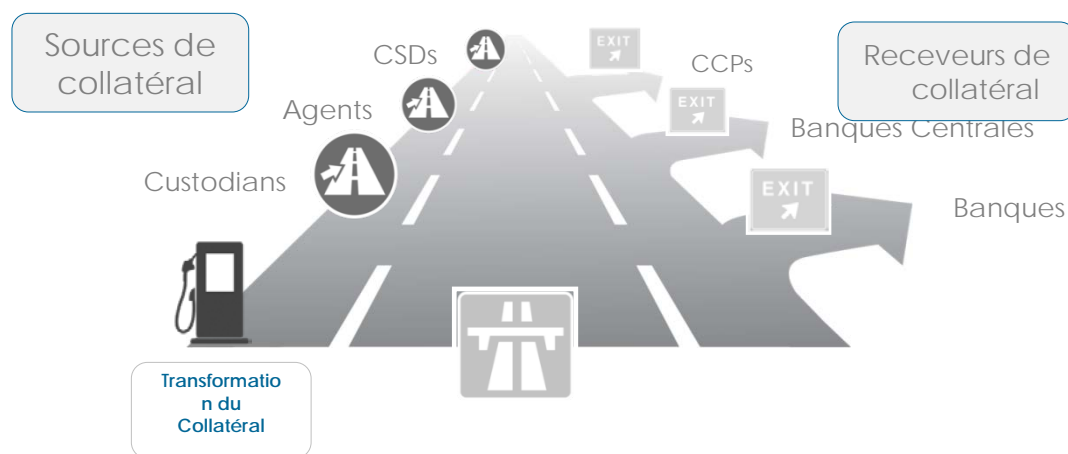 Sources de
collatéral
CSDs
Agents
Custodians
Transformatio
n du
Collatéral
EXIT
CCPs
EXIT
Banques Centrales
EXIT
Banques
Receveurs de
collatéral